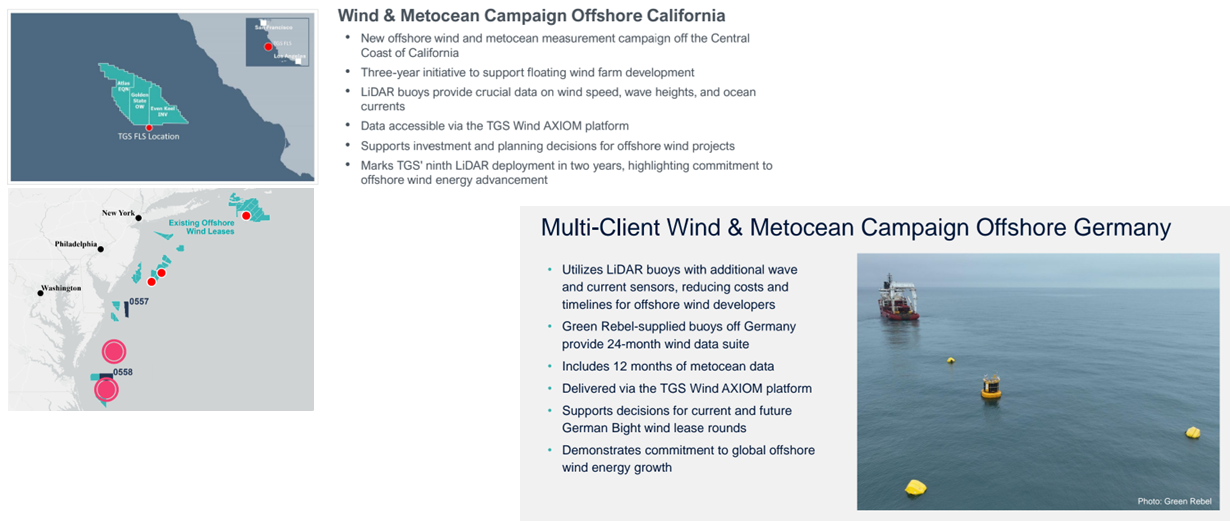 San Francisco
TGS FLS
Los Angeles
Atlas
EQN
Golden
State
OW
Even Keel
INV
TGS FLS Location
Wind & Metocean Campaign Offshore California
• New offshore wind and metocean measurement campaign off the Central
Coast of California
• Three-year initiative to support floating wind farm development
• LiDAR buoys provide crucial data on wind speed, wave heights, and ocean
currents
• Data accessible via the TGS Wind AXIOM platform
• Supports investment and planning decisions for offshore wind projects
• Marks TGS' ninth LiDAR deployment in two years, highlighting commitment to
offshore wind energy advancement
New York
Existing Offshore
Wind Leases
Philadelphia
Washington
0557
0558
Multi-Client Wind & Metocean Campaign Offshore Germany
• Utilizes LiDAR buoys with additional wave
and current sensors, reducing costs and
timelines for offshore wind developers
• Green Rebel-supplied buoys off Germany
provide 24-month wind data suite
• Includes 12 months of metocean data
• Delivered via the TGS Wind AXIOM platform
• Supports decisions for current and future
German Bight wind lease rounds
• Demonstrates commitment to global offshore
wind energy growth
Photo: Green Rebel